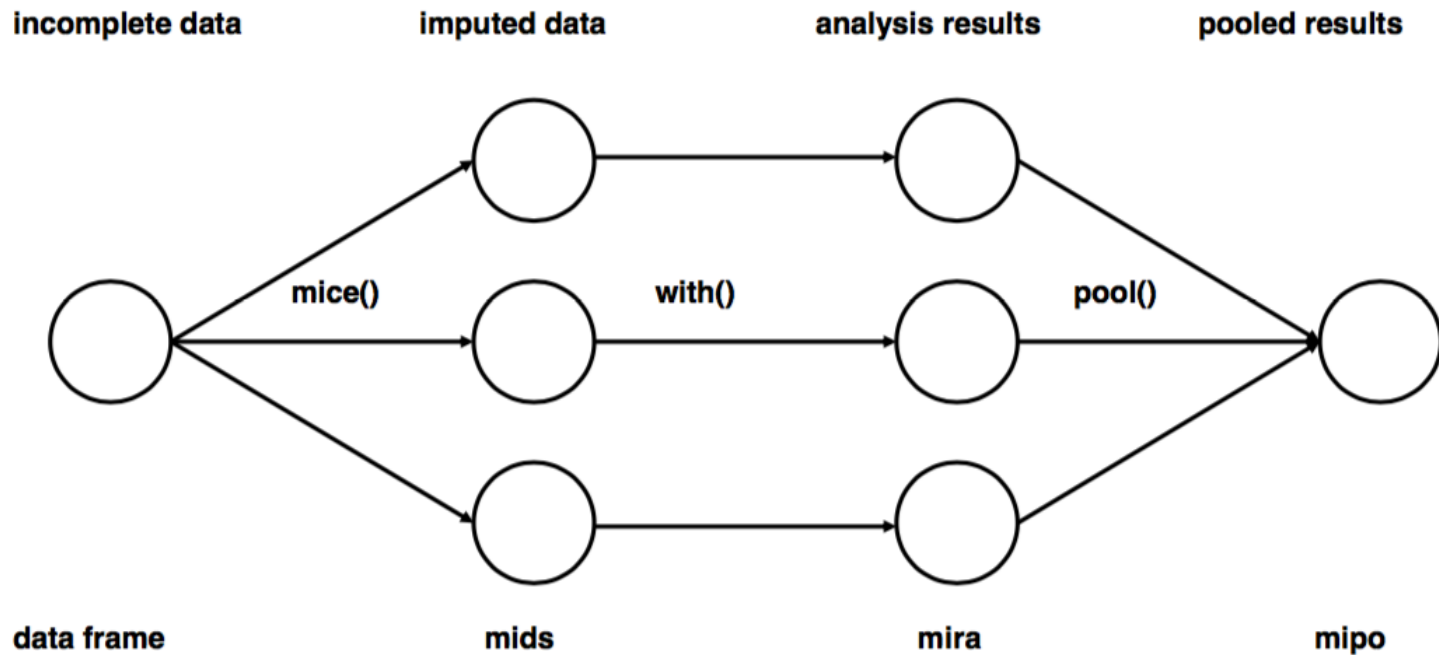 incomplete data imputed data analysis results pooled results
mice() with() pool()
data frame mids mira mipo